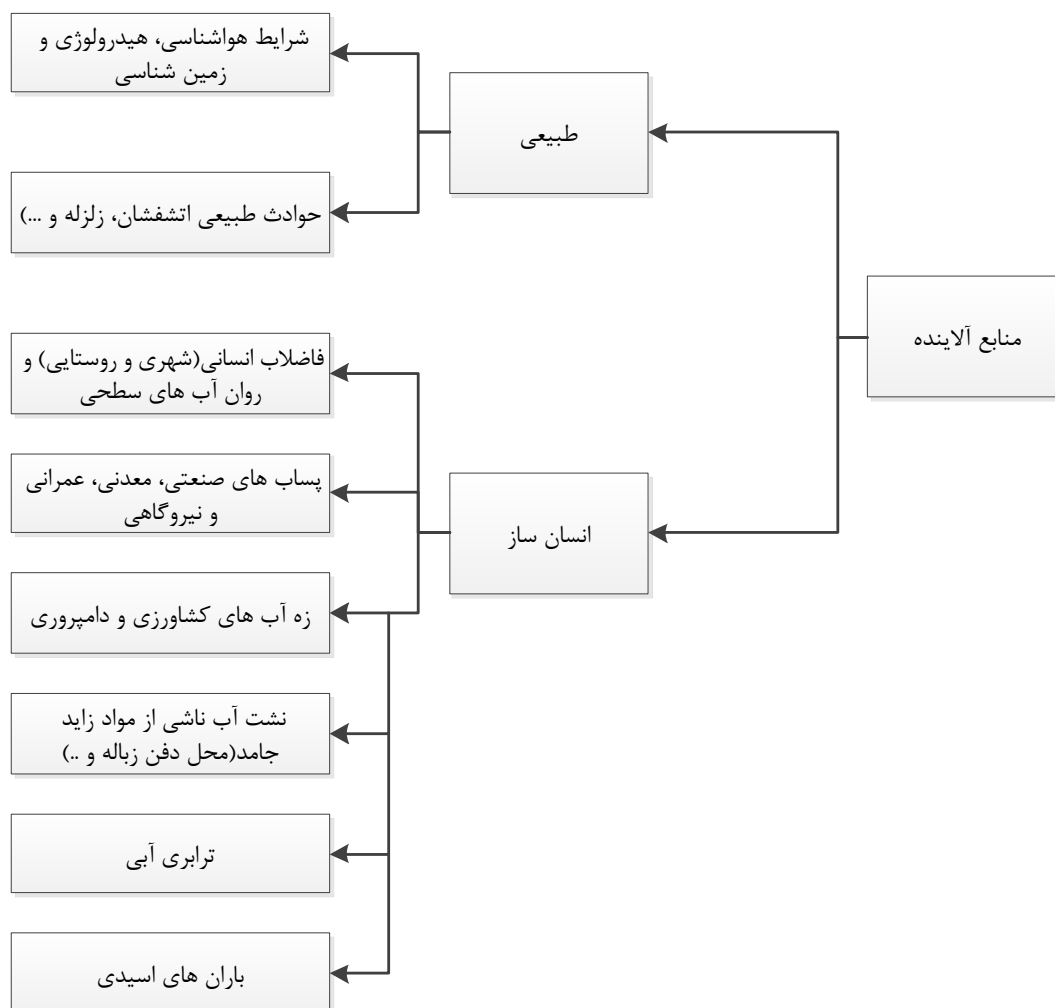 منابع آلاینده
طبیعی
شرایط هواشناسی، هیدرولوژی و
زمین شناسی
حوادث طبیعی اتشفشان، زلزله و ...)
انسان ساز
فاضلاب انسانی(شهری و روستایی) و
روان آب های سطحی
پساب های صنعتی، معدنی، عمرانی
و نیروگاهی
زه آب های کشاورزی و دامپروری
نشت آب ناشی از مواد زاید
جامد(محل دفن زباله و ..)
ترابری آبی
باران های اسیدی